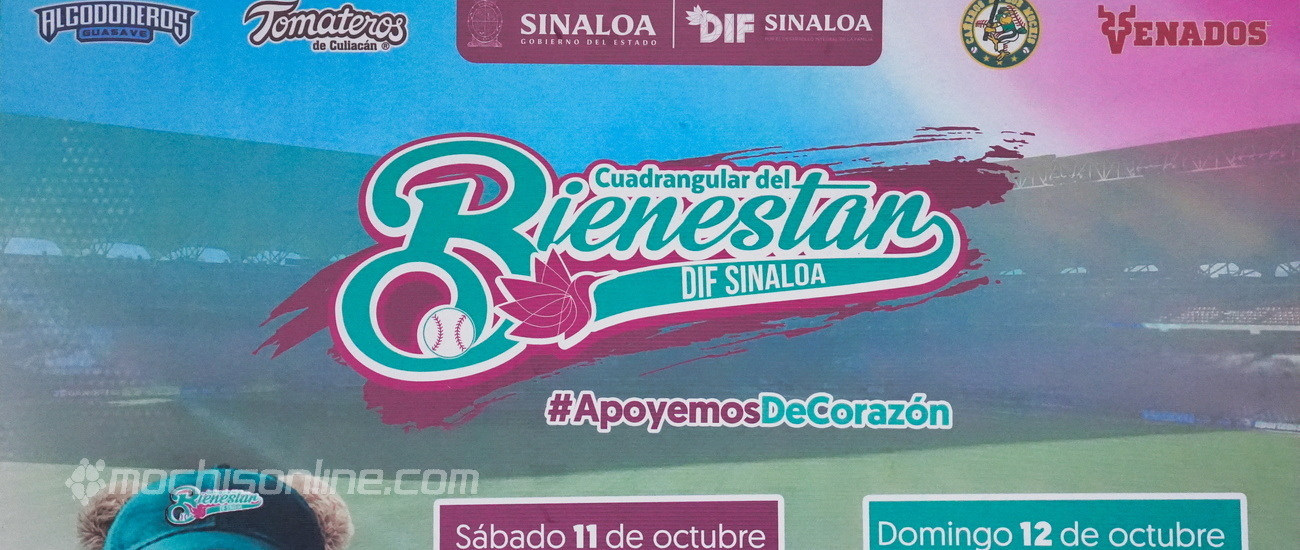 ALGODONEROS
GUASAVE
Tomateros
de Culiacán ®
SINALOA
GOBIERNO DEL ESTADO
DIF SINALOA
VENADOS
Cuadrangular del
Bienestar
DIF SINALOA
#ApoyemosDeCorazón
mochisonline.com
Bienestar
Sábado 11 de octubre
Domingo 12 de octubre